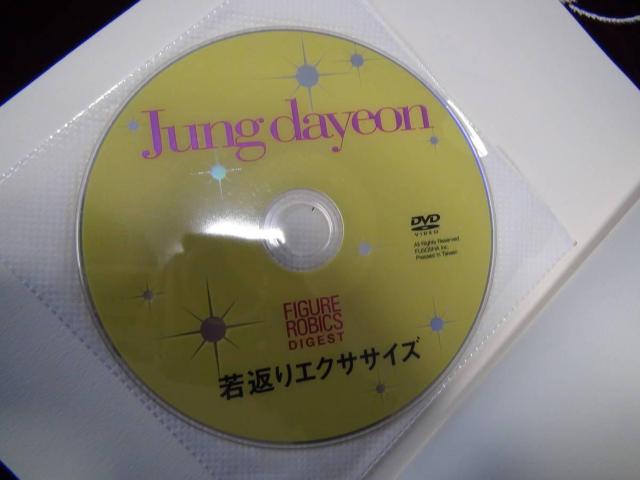 Jung dayeon
DVD
VIDEO
All Rights Reserved.
FUSOSHA Inc.
Pressed in Taiwan
FIGURE
ROBICS
DIGEST
若返りエクササイズ